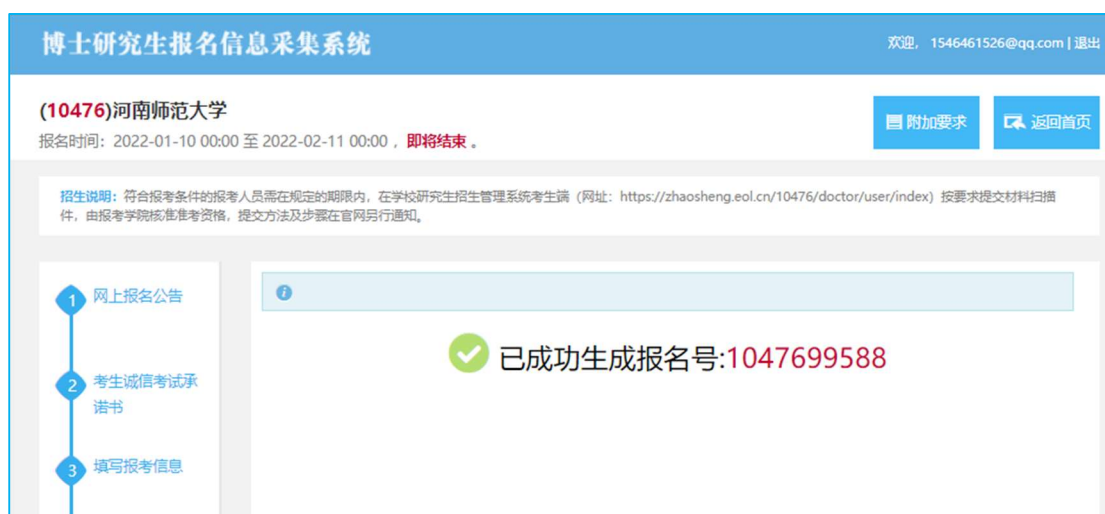 博士研究生报名信息采集系统
欢迎, 1546461526@qq.com | 退出
(10476)河南师范大学
附加要求
返回首页
报名时间: 2022-01-10 00:00 至 2022-02-11 00:00 , 即将结束 。
招生说明: 符合报考条件的报考人员需在规定的期限内, 在学校研究生招生管理系统考生端 (网址: https://zhaosheng.eol.cn/10476/doctor/user/index) 按要求提交材料扫描
件, 由报考学院核准准考资格, 提交方法及步骤在官网另行通知。
1 网上报名公告
已成功生成报名号:1047699588
2 考生诚信考试承
诺书
3 填写报考信息